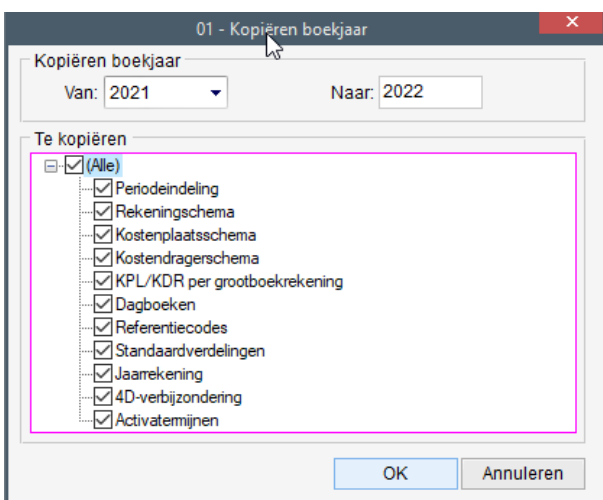 01 - Kopiëren boekjaar
Kopiëren boekjaar
Van: 2021 Naar: 2022
Te kopiëren
(Alle)
Periodeindeling
Rekeningschema
Kostenplaatsschema
Kostendragerschema
KPL/KDR per grootboekrekening
Dagboeken
Referentiecodes
Standaardverdelingen
Jaarrekening
4D-verbijzondering
Activatermijnen
OK Annuleren